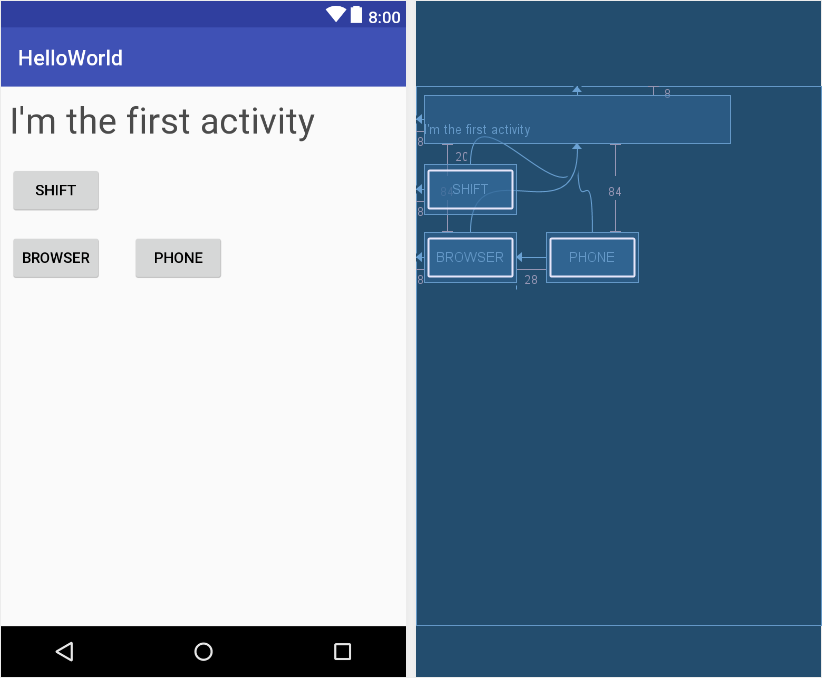 8:00
HelloWorld
I'm the first activity
SHIFT
BROWSER PHONE
8
I'm the first activity
8
20
SHIFT
84
84
8
BROWSER PHONE
8
28